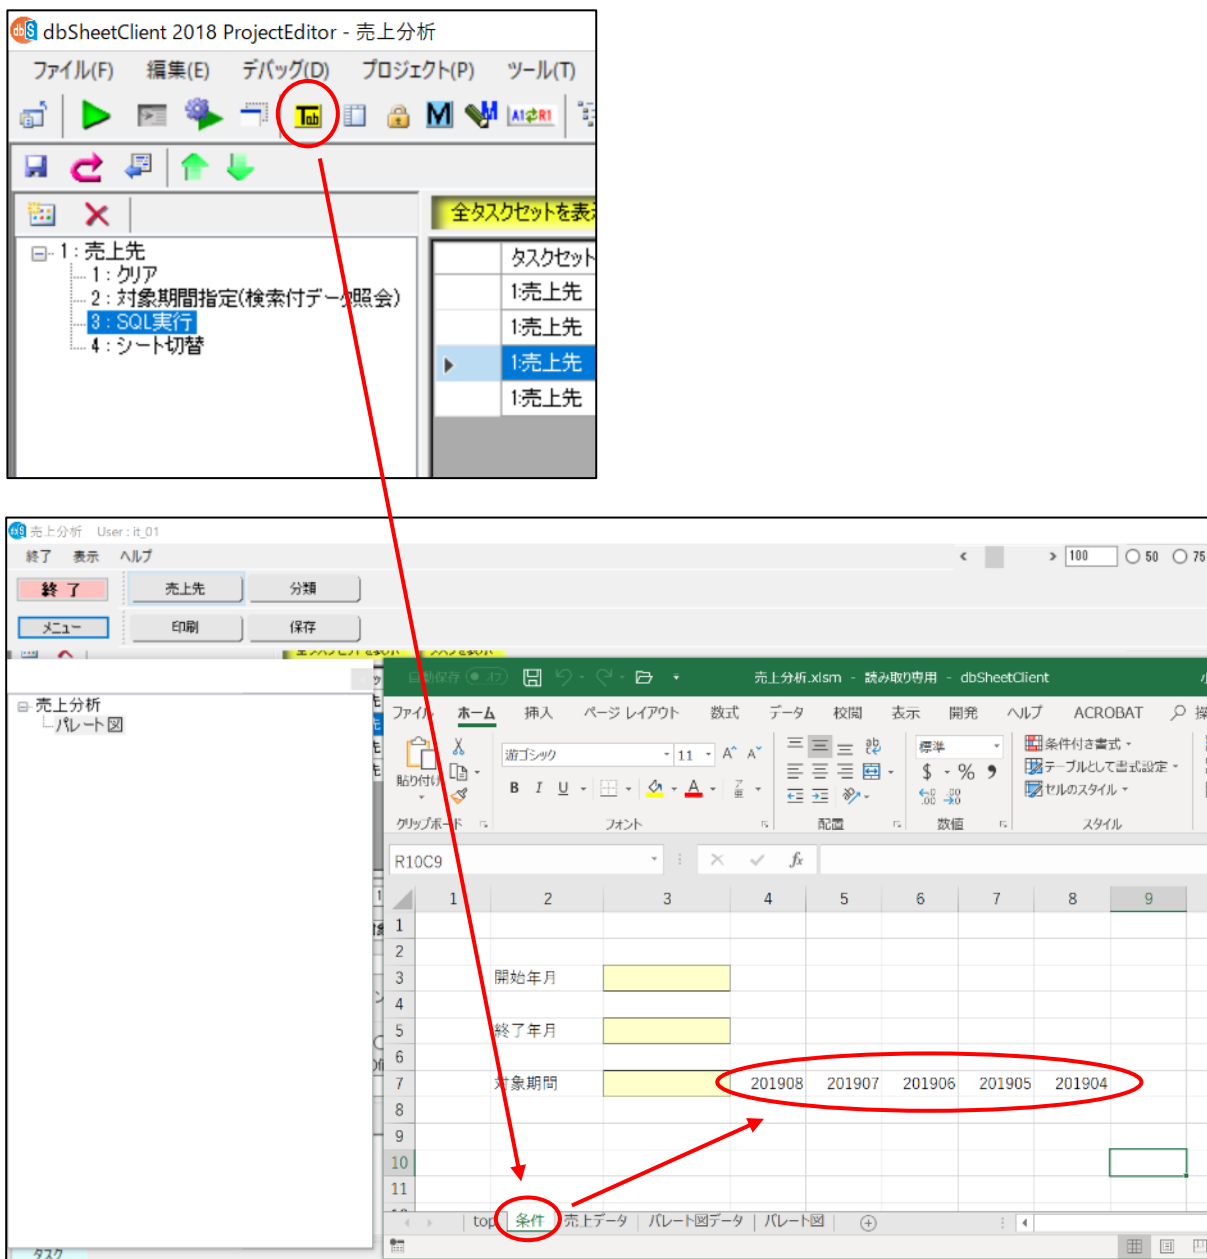 dbSheetClient 2018 ProjectEditor - 売上分析
ファイル(F) 編集(E) デバッグ(D) プロジェクト(P) ツール(T)
Tab A1 R1
全タスクセットを表
1 : 売上先
1 : クリア
2 : 対象期間指定(検索付データ照会)
3 : SQL実行
4 : シート切替
タスクセット
1:売上先
1:売上先
1:売上先
1:売上先
売上分析 User : it_01
終了 表示 ヘルプ
100 50 75
終了 売上先 分類
メニュー 印刷 保存
売上分析
パレート図
タスク
自動保存 売上分析.xlsm - 読み取り専用 - dbSheetClient
ファイル ホーム 挿入 ページ レイアウト 数式 データ 校閲 表示 開発 ヘルプ ACROBAT 操
貼り付け
游ゴシック 11 A A
B I U A
標準
$ % 9
条件付き書式
テーブルとして書式設定
セルのスタイル
クリップボード フォント 配置 数値 スタイル
R10C9 fx
1 2 3 4 5 6 7 8 9
1
2
3 開始年月
4
5 終了年月
6
7 対象期間 201908 201907 201906 201905 201904
8
9
10
11
top 条件 売上データ パレート図データ パレート図